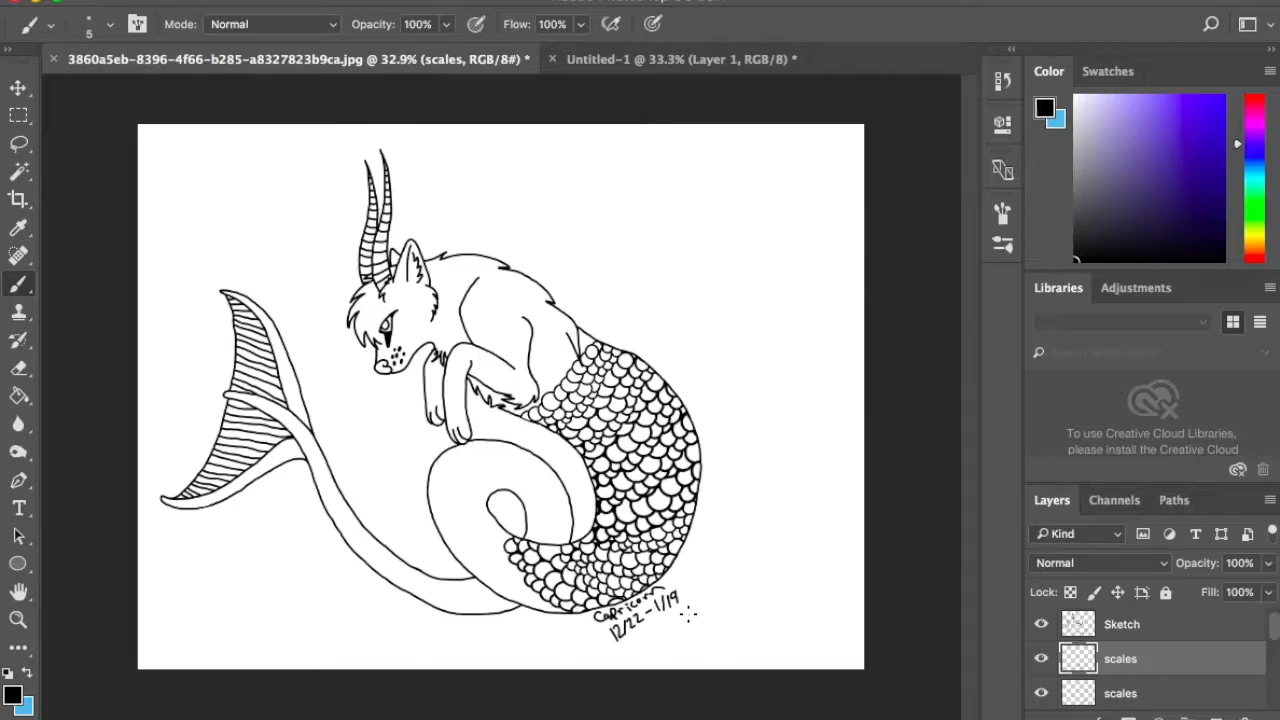 5
Mode: Normal
Opacity: 100%
Flow: 100%
3860a5eb-8396-4f66-b285-a8327823b9ca.jpg @ 32.9% (scales, RGB/8#) *
Untitled-1 @ 33.3% (Layer 1, RGB/8) *
Color
Swatches
Libraries
Adjustments
To use Creative Cloud Libraries,
please install the Creative Cloud
Layers
Channels
Paths
Kind
Normal
Opacity: 100%
Lock:
Fill: 100%
Sketch
scales
scales
Capricorn
12/22-1/19